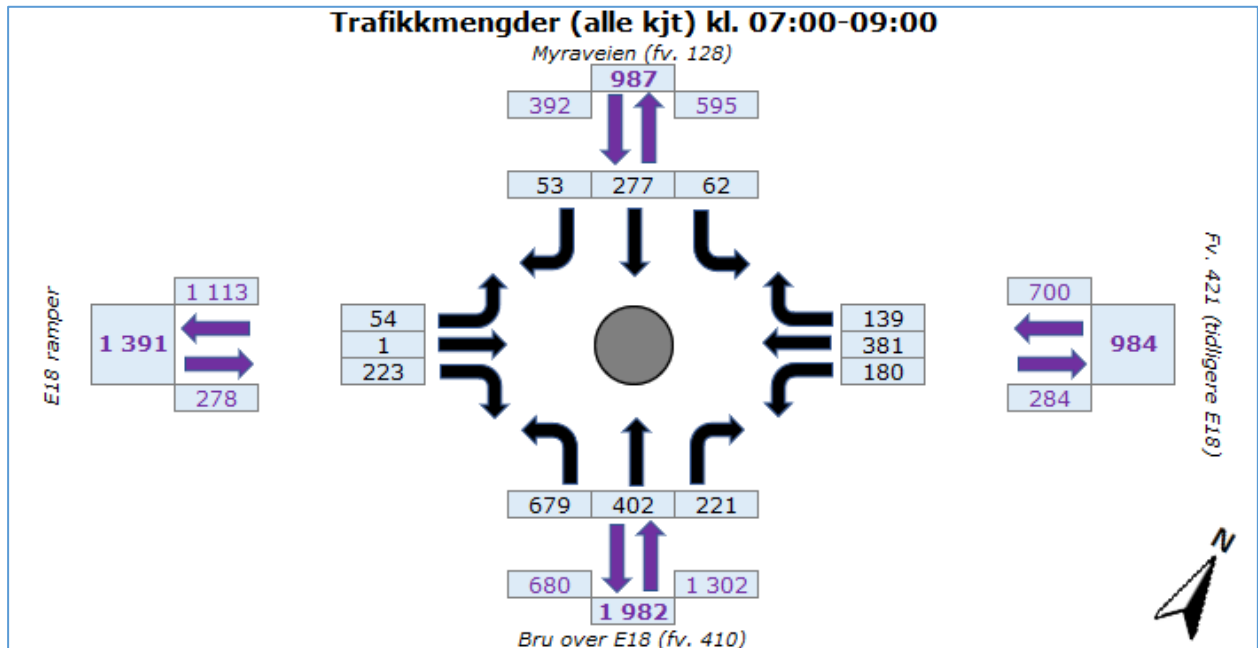 Trafikkmengder (alle kjt) kl. 07:00-09:00
Myraveien (fv. 128)
987
392 595
53 277 62
E18 ramper
1 391
1 113
278
54
1
223
139
381
180
700
284
984
Fv. 421 (tidligere E18)
679 402 221
680 1 302
1 982
Bru over E18 (fv. 410)
N